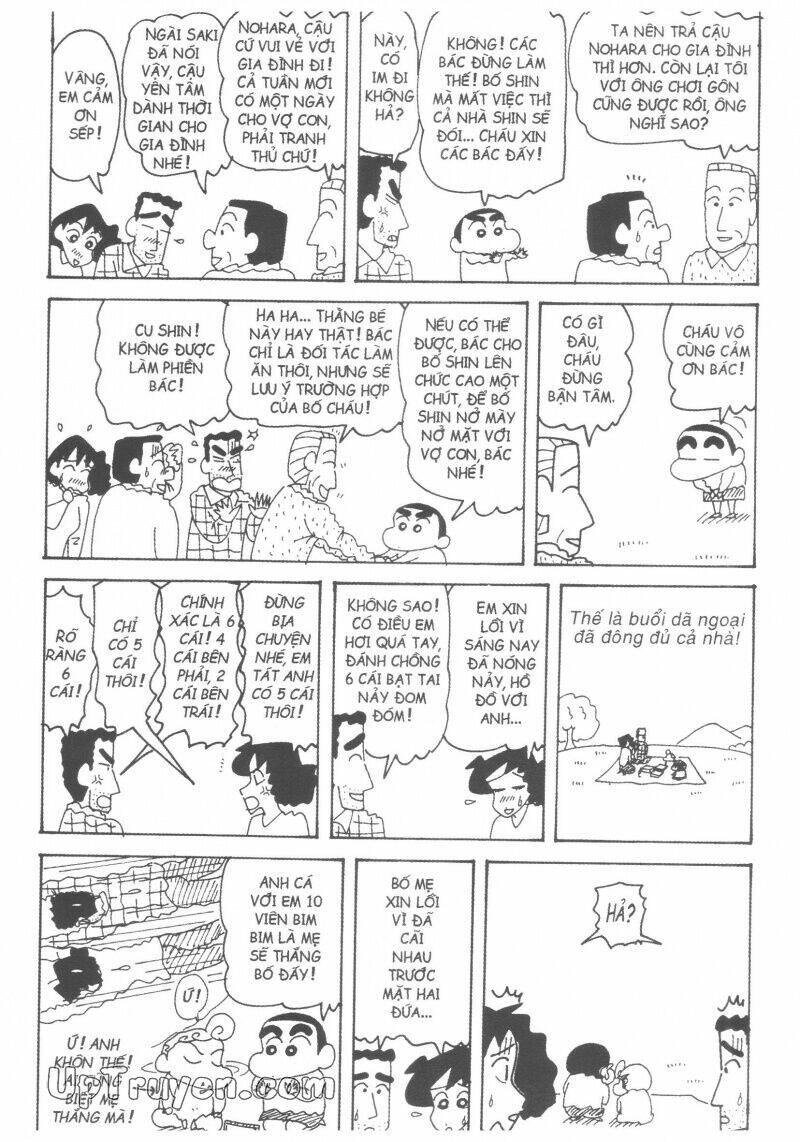 TA NÊN TRẢ CẬU
NOHARA CHO GIA ĐÌNH
THÌ HƠN. CÒN LẠI TÔI
VỚI ÔNG CHƠI GÔN
CŨNG ĐƯỢC RỒI, ÔNG
NGHĨ SAO?
KHÔNG! CÁC
BÁC ĐỪNG LÀM
THẾ! BỐ SHIN
MÀ MẤT VIỆC THÌ
CẢ NHÀ SHIN SẼ
ĐÓI... CHÁU XIN
CÁC BÁC ĐẤY!
NÀY,
CÓ
IM ĐI
KHÔNG
HẢ?
NOHARA, CẬU
CỨ VUI VẺ VỚI
GIA ĐÌNH ĐI!
CẢ TUẦN MỚI
CÓ MỘT NGÀY
CHO VỢ CON,
PHẢI TRANH
THỦ CHỨ!
NGÀI SAKI
ĐÃ NÓI
VẬY, CẬU
YÊN TÂM
DÀNH THỜI
GIAN CHO
GIA ĐÌNH
NHÉ!
VÂNG,
EM CẢM
ƠN
SẾP!
CHÁU VÔ
CÙNG CẢM
ƠN BÁC!
CÓ GÌ
ĐÂU,
CHÁU
ĐỪNG
BẬN TÂM.
NẾU CÓ THỂ
ĐƯỢC, BÁC CHO
BỐ SHIN LÊN
CHỨC CAO MỘT
CHÚT, ĐỂ BỐ
SHIN NỞ MÀY
NỞ MẶT VỚI
VỢ CON, BÁC
NHÉ!
HA HA... THẰNG BÉ
NÀY HAY THẬT! BÁC
CHỈ LÀ ĐỐI TÁC LÀM
ĂN THÔI, NHƯNG SẼ
LƯU Ý TRƯỜNG HỢP
CỦA BỐ CHÁU!
CU SHIN!
KHÔNG ĐƯỢC
LÀM PHIỀN
BÁC!
Thế là buổi dã ngoại
đã đông đủ cả nhà!
EM XIN
LỖI VÌ
SÁNG NAY
ĐÃ NÓNG
NẢY, HỒ
ĐỒ VỚI
ANH...
KHÔNG SAO!
CÓ ĐIỀU EM
HƠI QUÁ TAY,
ĐÁNH CHỒNG
6 CÁI BẠT TAI
NẢY ĐOM
ĐÓM!
ĐỪNG
BỊA
CHUYỆN
NHÉ, EM
TÁT ANH
CÓ 5 CÁI
THÔI!
CHÍNH
XÁC LÀ 6
CÁI! 4
CÁI BÊN
PHẢI, 2
CÁI BÊN
TRÁI!
CHỈ
CÓ 5
CÁI
THÔI!
RÕ
RÀNG
6
CÁI!
HẢ?
BỐ MẸ
XIN LỖI
VÌ ĐÃ
CÃI
NHAU
TRƯỚC
MẶT HAI
ĐỨA...
ANH CÁ
VỚI EM 10
VIÊN BIM
BIM LÀ MẸ
SẼ THẮNG
BỐ ĐẤY!
Ứ!
Ứ! ANH
KHÔN THẾ!
AI CŨNG
BIẾT MẸ
THẮNG MÀ!
UpTruyen.com